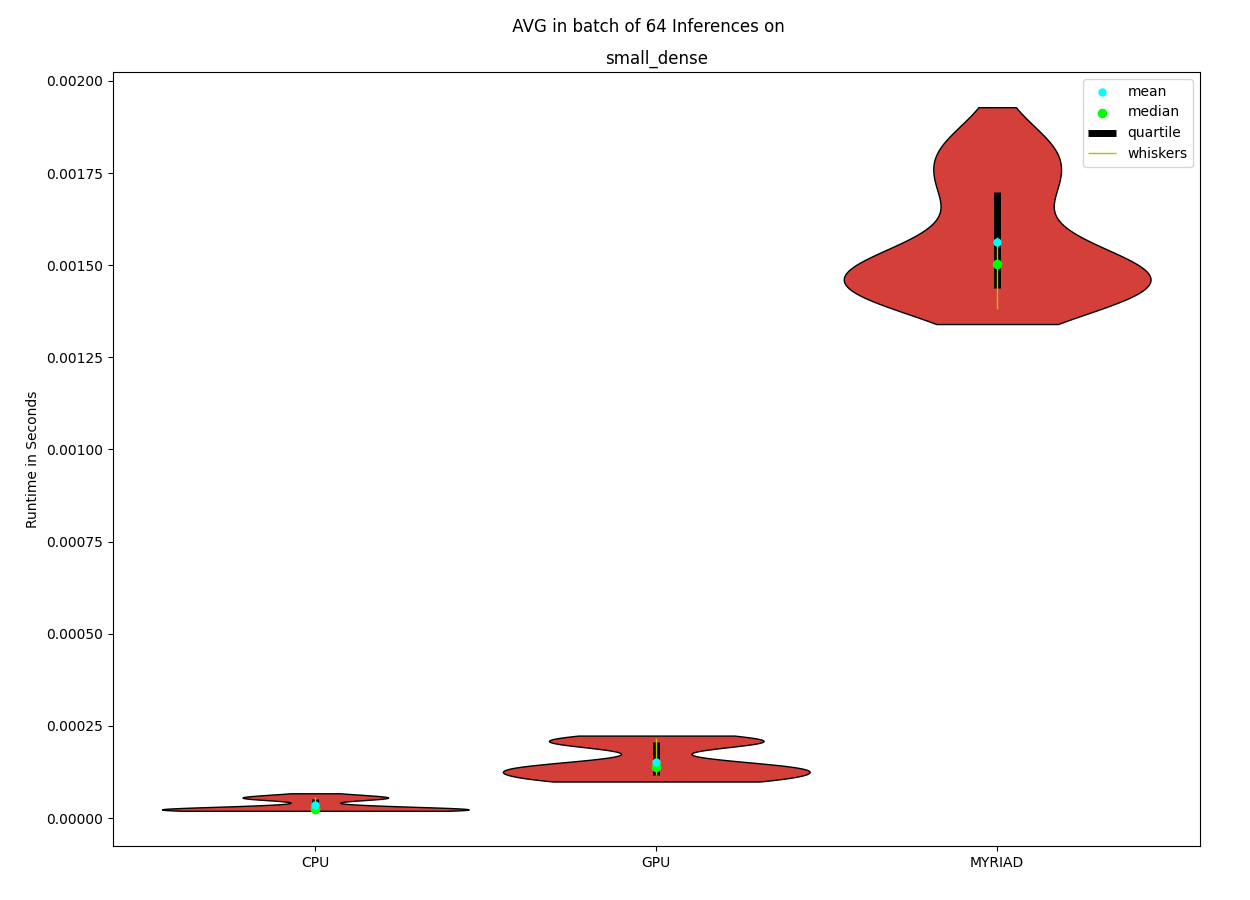 AVG in batch of 64 Inferences on
small_dense
0.00200
0.00175
0.00150
0.00125
0.00100
0.00075
0.00050
0.00025
0.00000
Runtime in Seconds
mean
median
quartile
whiskers
CPU
GPU
MYRIAD